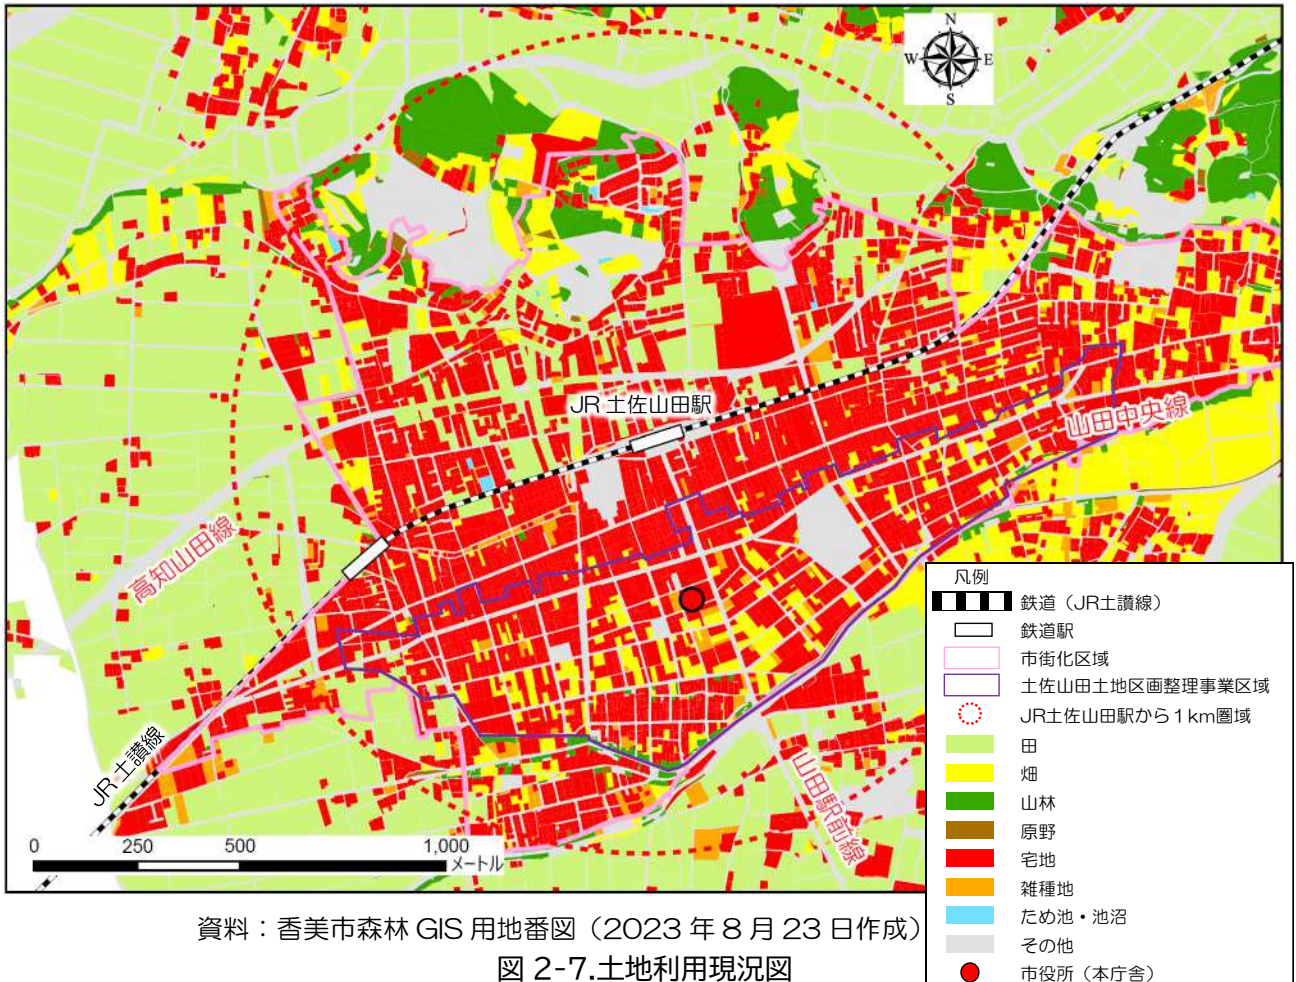 N
W
E
S
JR 土佐山田駅
山田中央線
高知山田線
JR 土讃線
山田駅前線
0 250 500 1,000
メートル
凡例
鉄道（JR土讃線）
鉄道駅
市街化区域
土佐山田土地区画整理事業区域
JR土佐山田駅から１km圏域
田
畑
山林
原野
宅地
雑種地
ため池・池沼
その他
市役所（本庁舎）
資料：香美市森林 GIS 用地番図（2023 年 8 月 23 日作成）
図 2-7.土地利用現況図